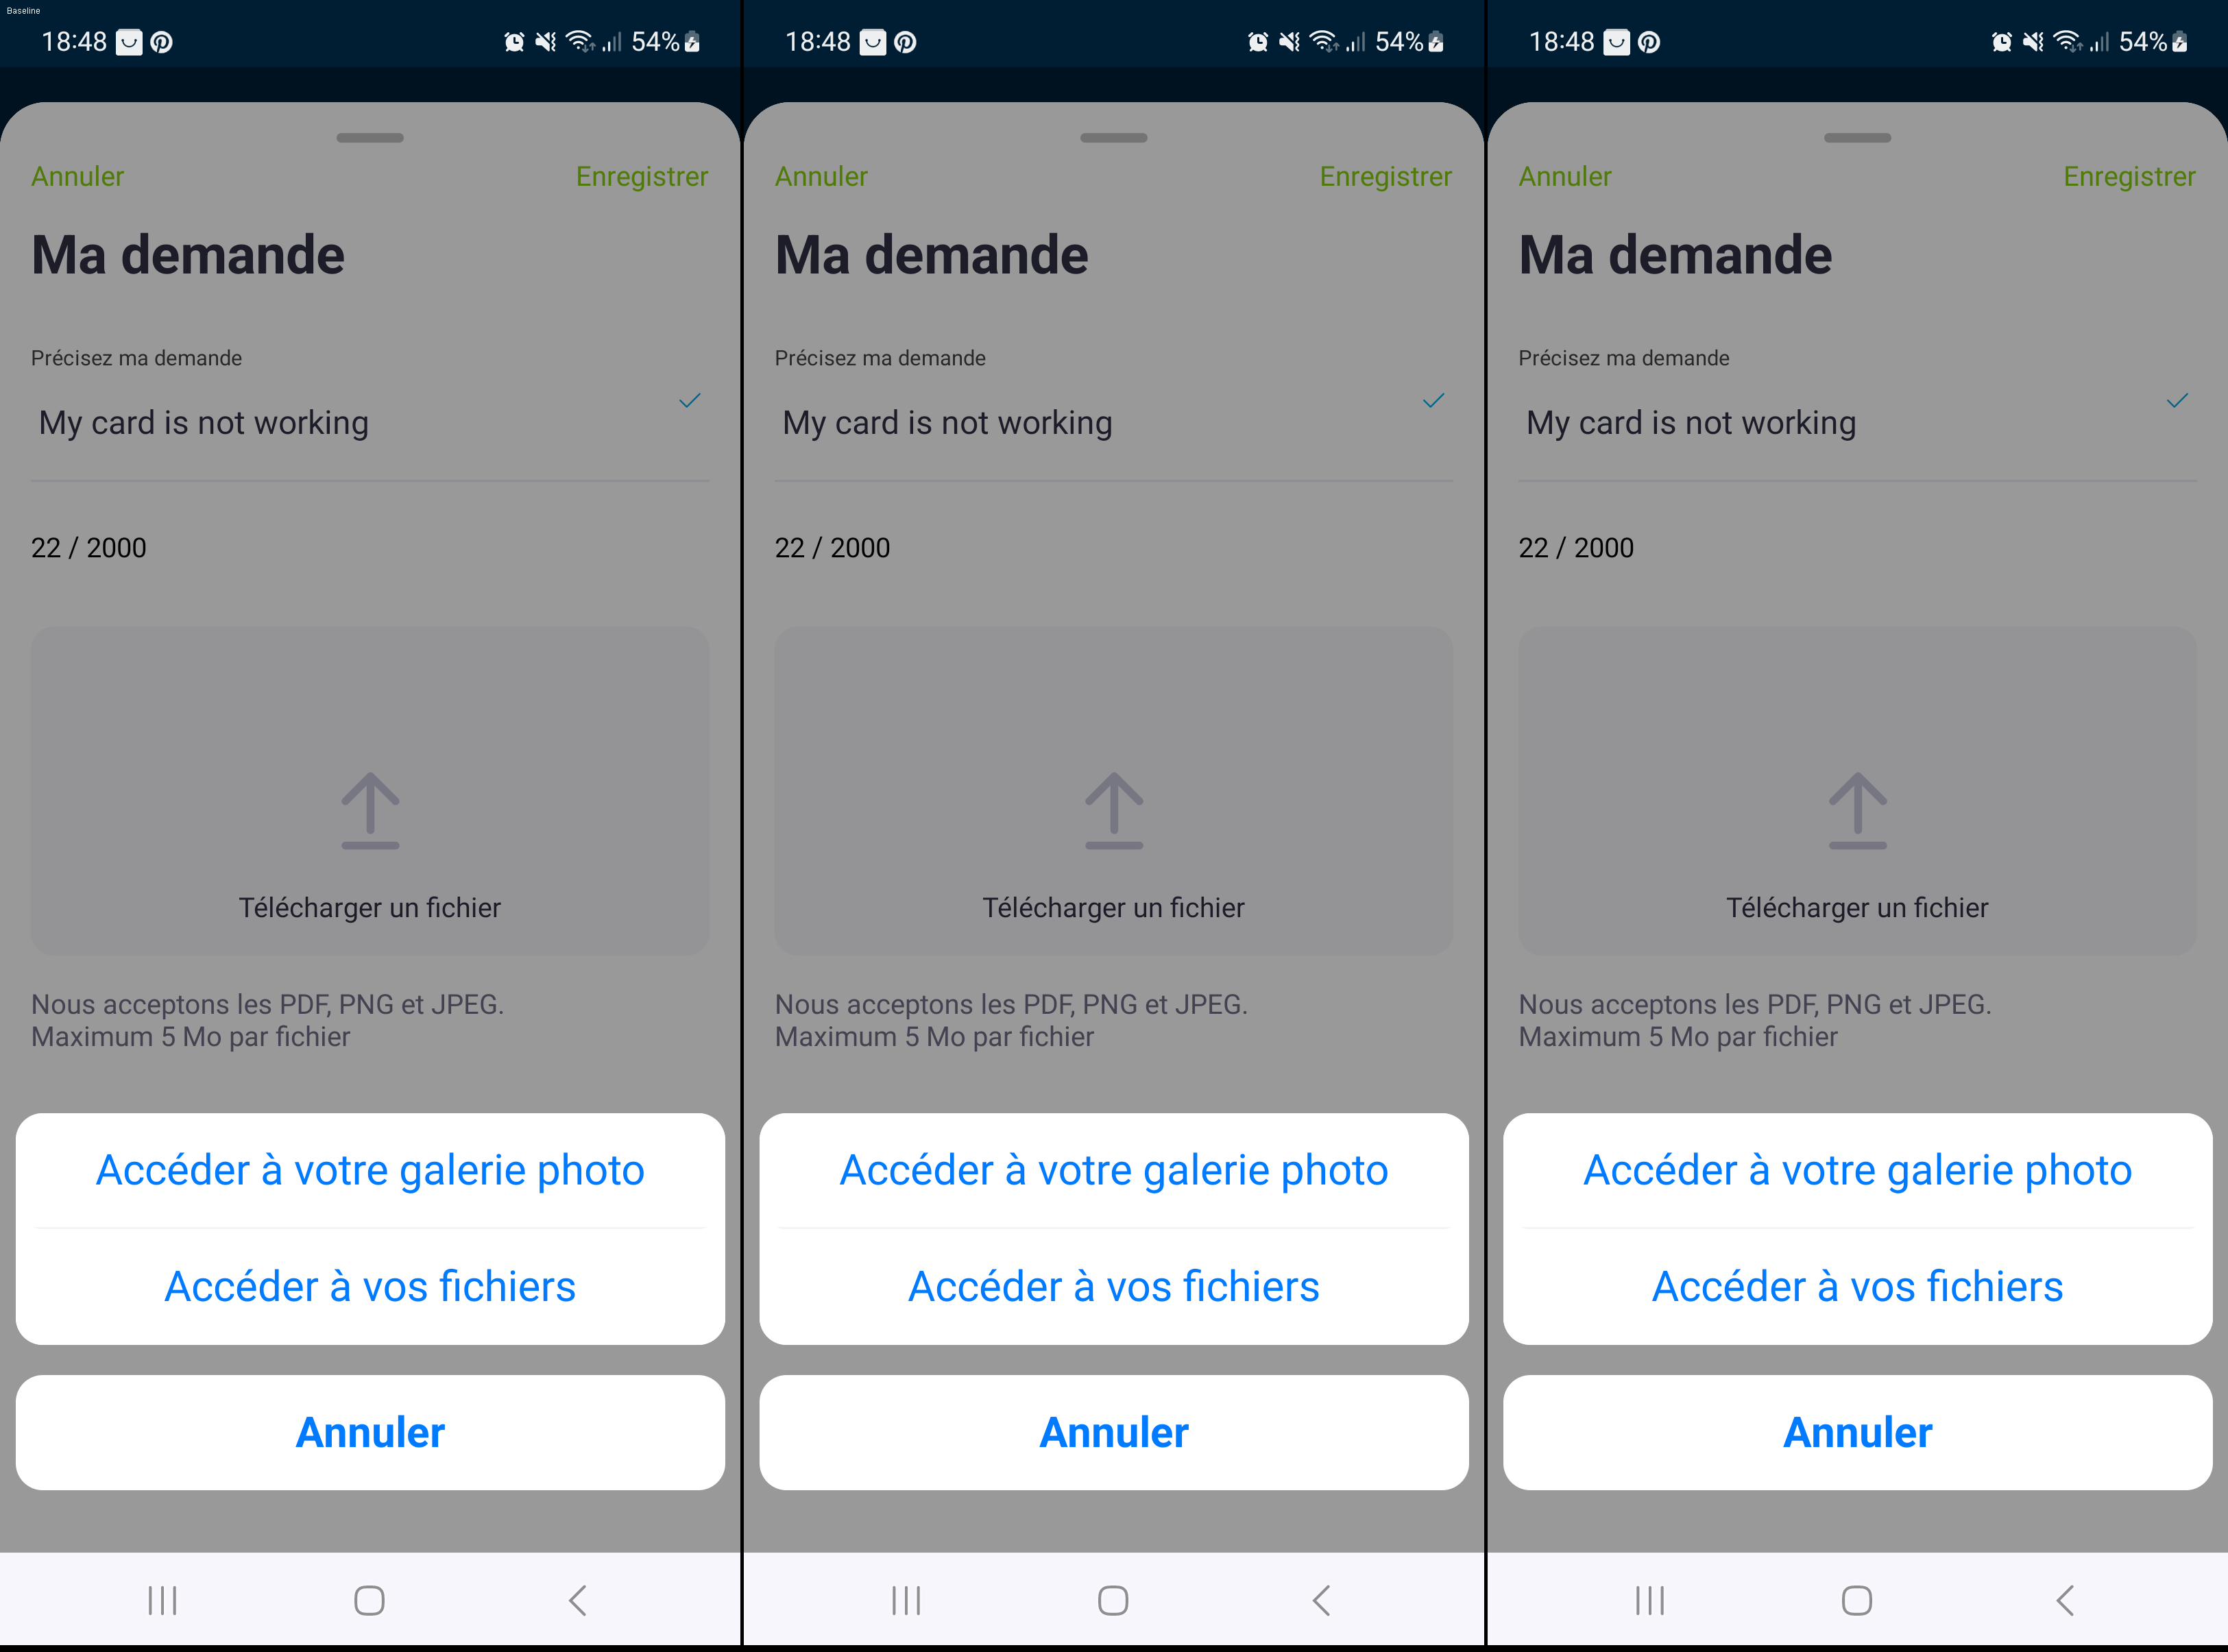 Baseline
18:48 54%
Annuler Enregistrer
Ma demande
Précisez ma demande
My card is not working
22 / 2000
Télécharger un fichier
Nous acceptons les PDF, PNG et JPEG.
Maximum 5 Mo par fichier
Accéder à votre galerie photo
Accéder à vos fichiers
Annuler
18:48 54%
Annuler Enregistrer
Ma demande
Précisez ma demande
My card is not working
22 / 2000
Télécharger un fichier
Nous acceptons les PDF, PNG et JPEG.
Maximum 5 Mo par fichier
Accéder à votre galerie photo
Accéder à vos fichiers
Annuler
18:48 54%
Annuler Enregistrer
Ma demande
Précisez ma demande
My card is not working
22 / 2000
Télécharger un fichier
Nous acceptons les PDF, PNG et JPEG.
Maximum 5 Mo par fichier
Accéder à votre galerie photo
Accéder à vos fichiers
Annuler